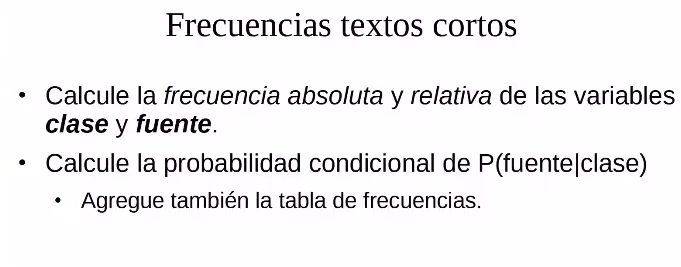 Frecuencias textos cortos
• Calcule la frecuencia absoluta y relativa de las variables
clase y fuente.
• Calcule la probabilidad condicional de P(fuente|clase)
• Agregue también la tabla de frecuencias.